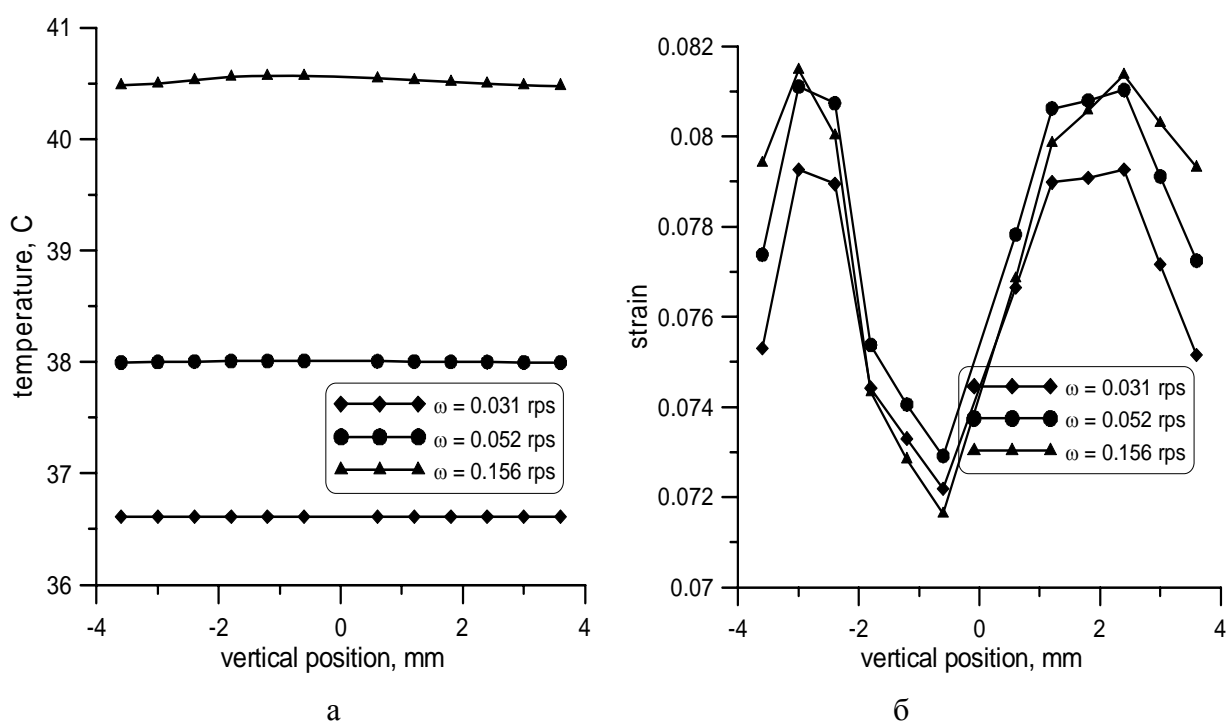 41
40
39
38
37
36
temperature, C
ω = 0.031 rps
ω = 0.052 rps
ω = 0.156 rps
-4
-2
0
2
4
vertical position, mm
а
0.082
0.08
0.078
0.076
0.074
0.072
0.07
strain
ω = 0.031 rps
ω = 0.052 rps
ω = 0.156 rps
-4
-2
0
2
4
vertical position, mm
б